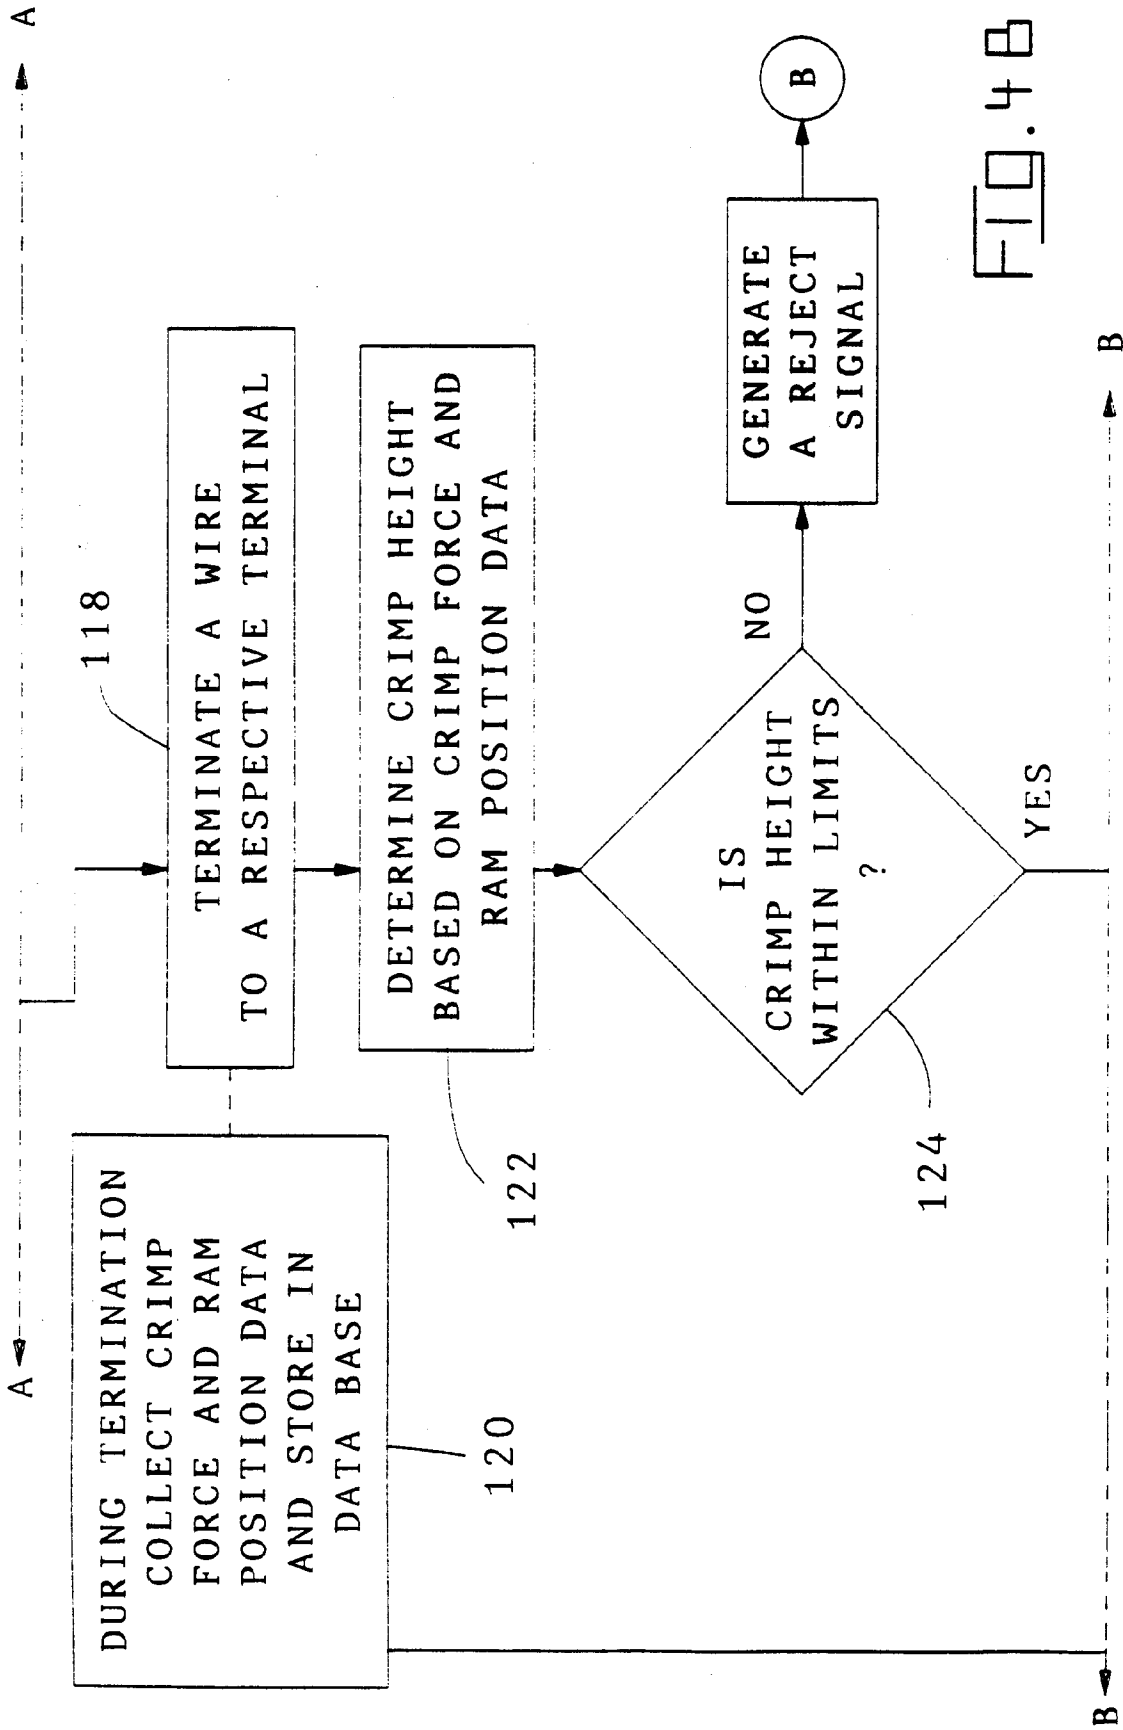 A
A
118
TERMINATE A WIRE
TO A RESPECTIVE TERMINAL
DURING TERMINATION
COLLECT CRIMP
FORCE AND RAM
POSITION DATA
AND STORE IN
DATA BASE
120
DETERMINE CRIMP HEIGHT
BASED ON CRIMP FORCE AND
RAM POSITION DATA
122
IS
CRIMP HEIGHT
WITHIN LIMITS
?
124
NO
GENERATE
A REJECT
SIGNAL
B
YES
B
B
FIG.4B